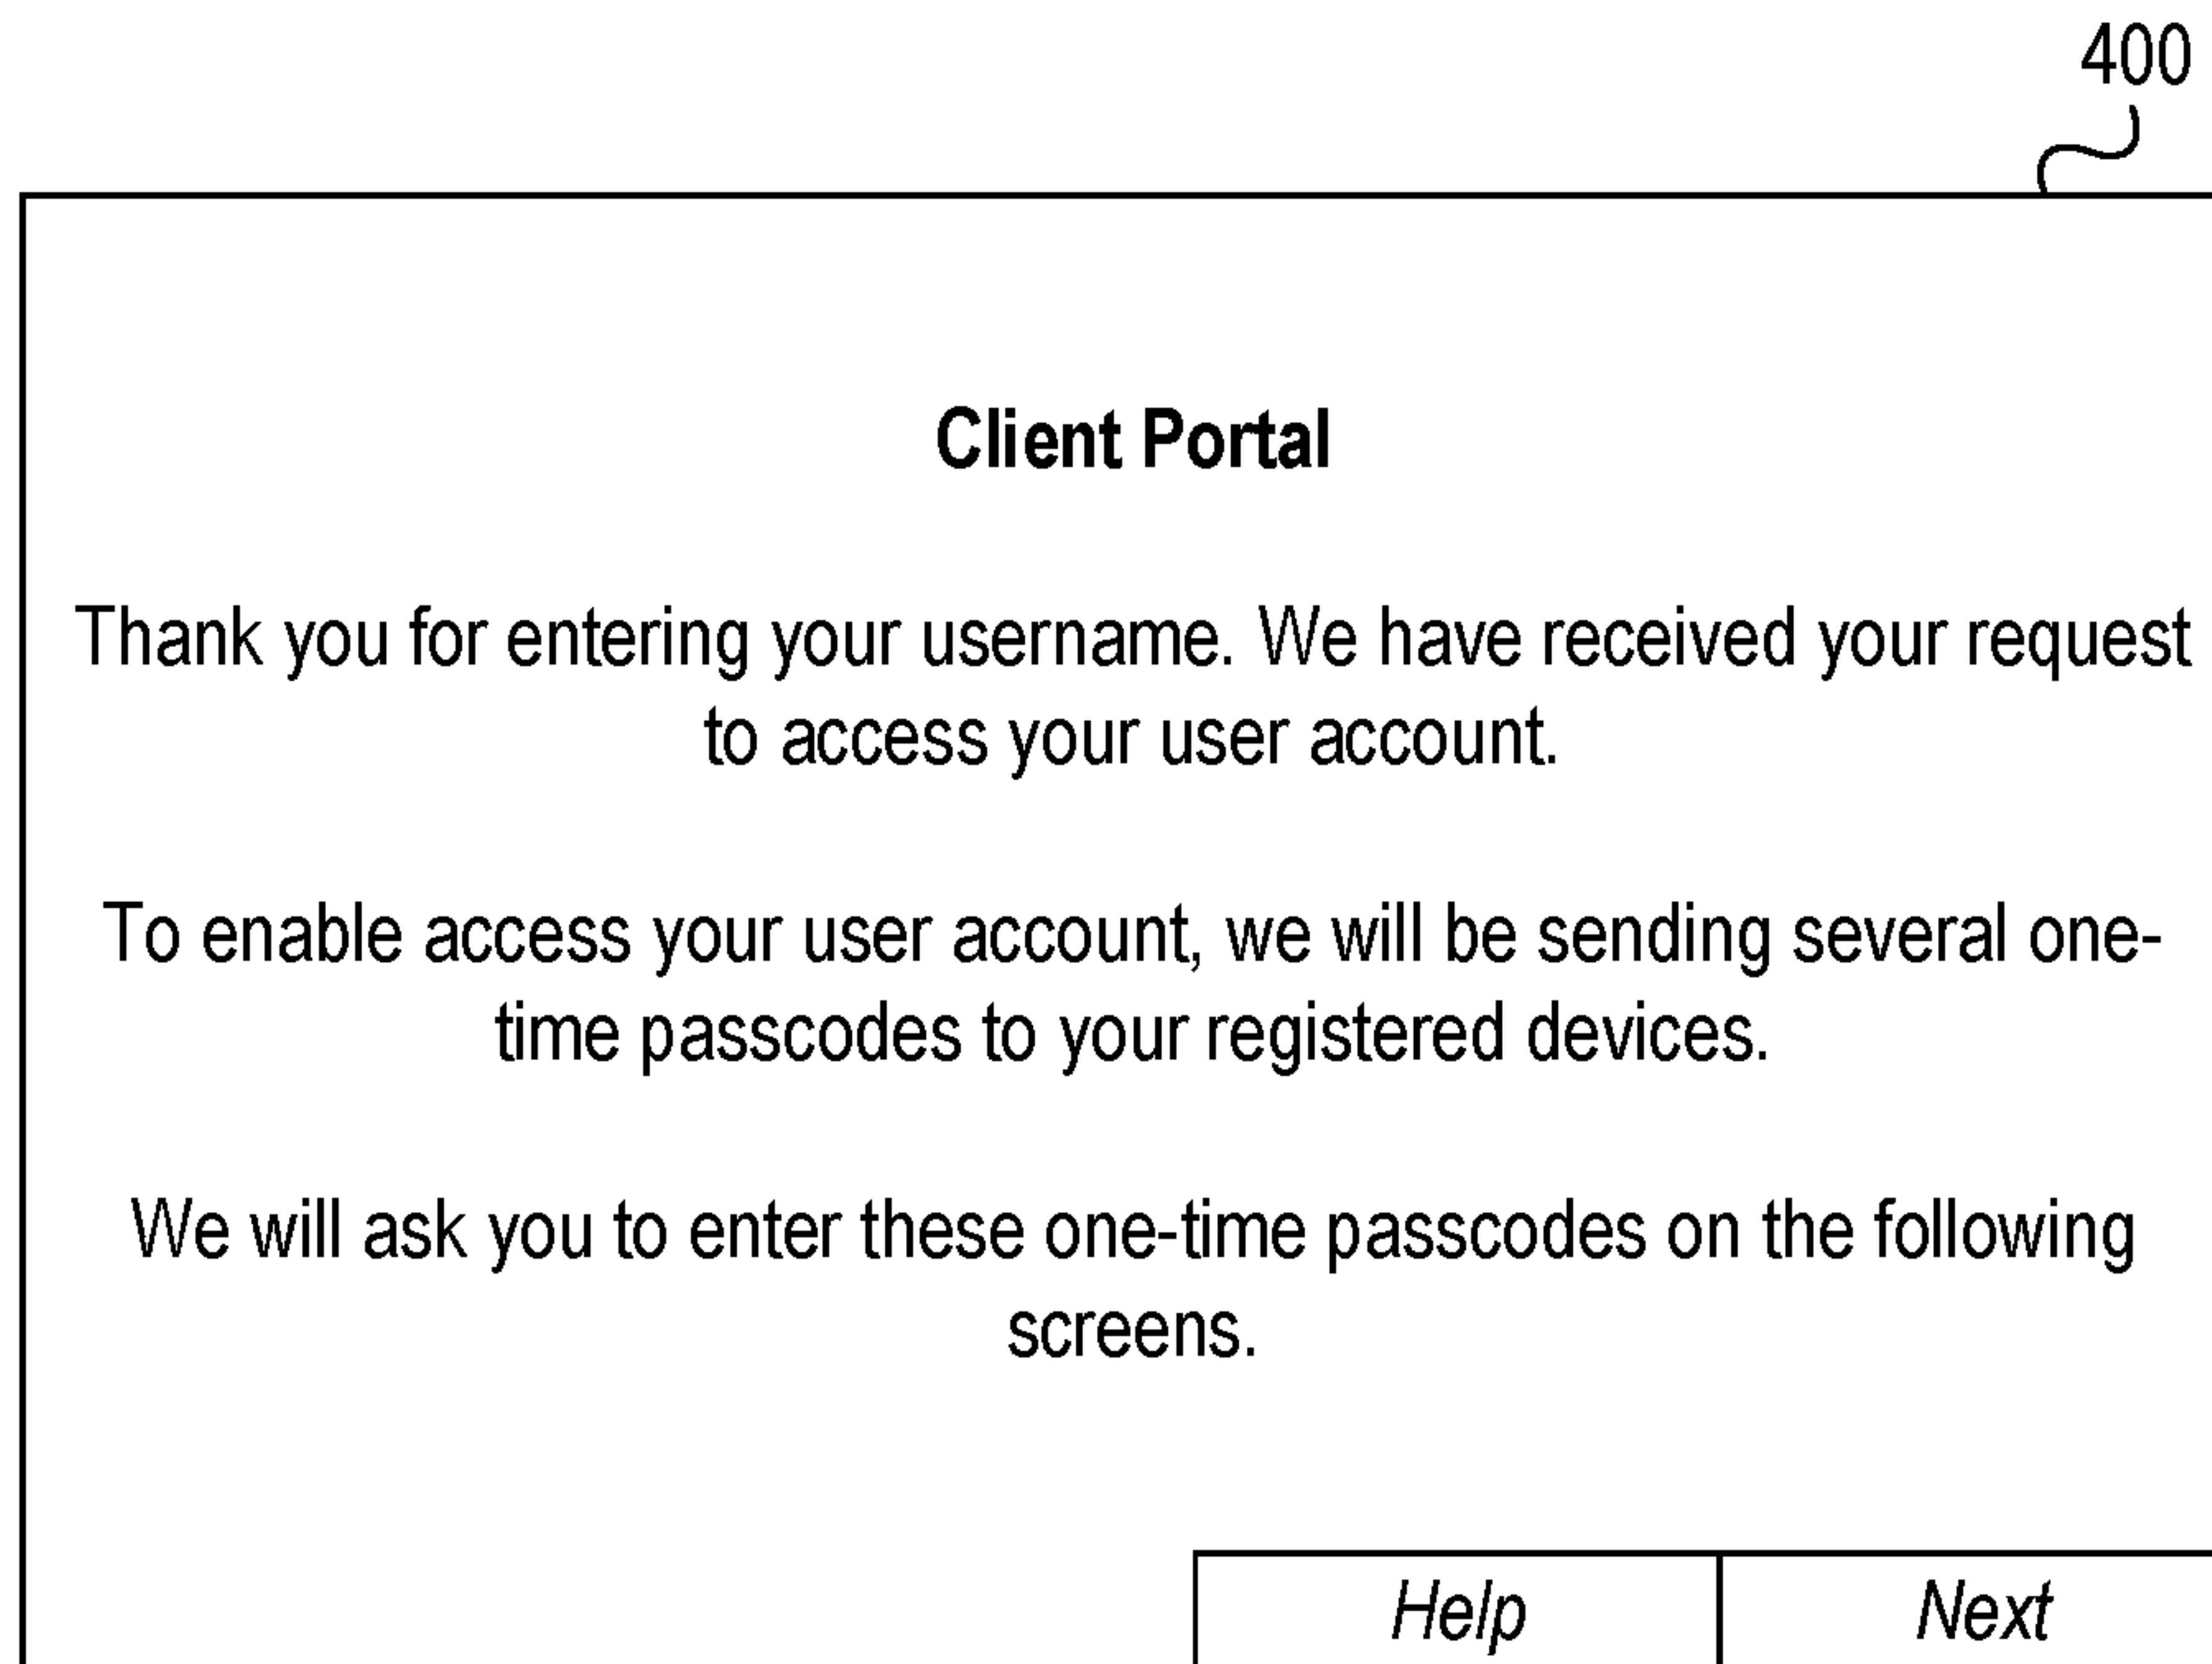 400
Client Portal
Thank you for entering your username. We have received your request
to access your user account.
To enable access your user account, we will be sending several one-
time passcodes to your registered devices.
We will ask you to enter these one-time passcodes on the following
screens.
Help Next